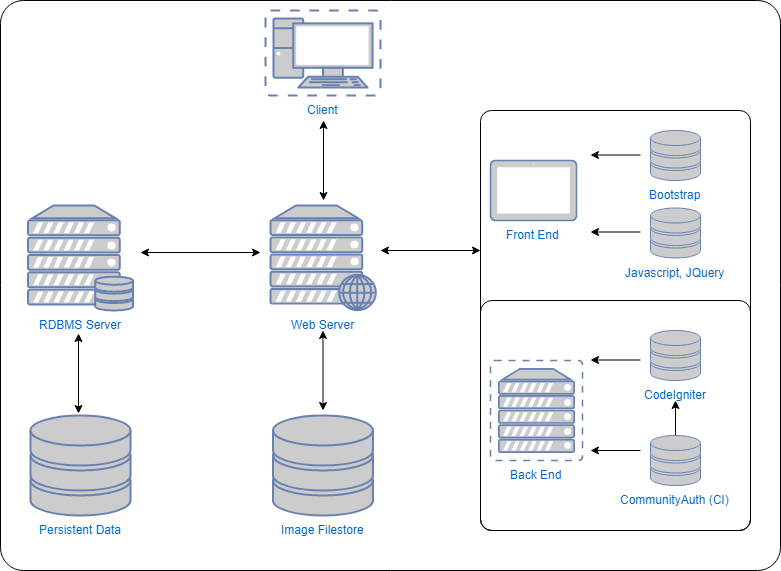 Client
Bootstrap
Front End
Javascript, JQuery
RDBMS Server
Web Server
CodeIgniter
Back End
CommunityAuth (CI)
Persistent Data
Image Filestore